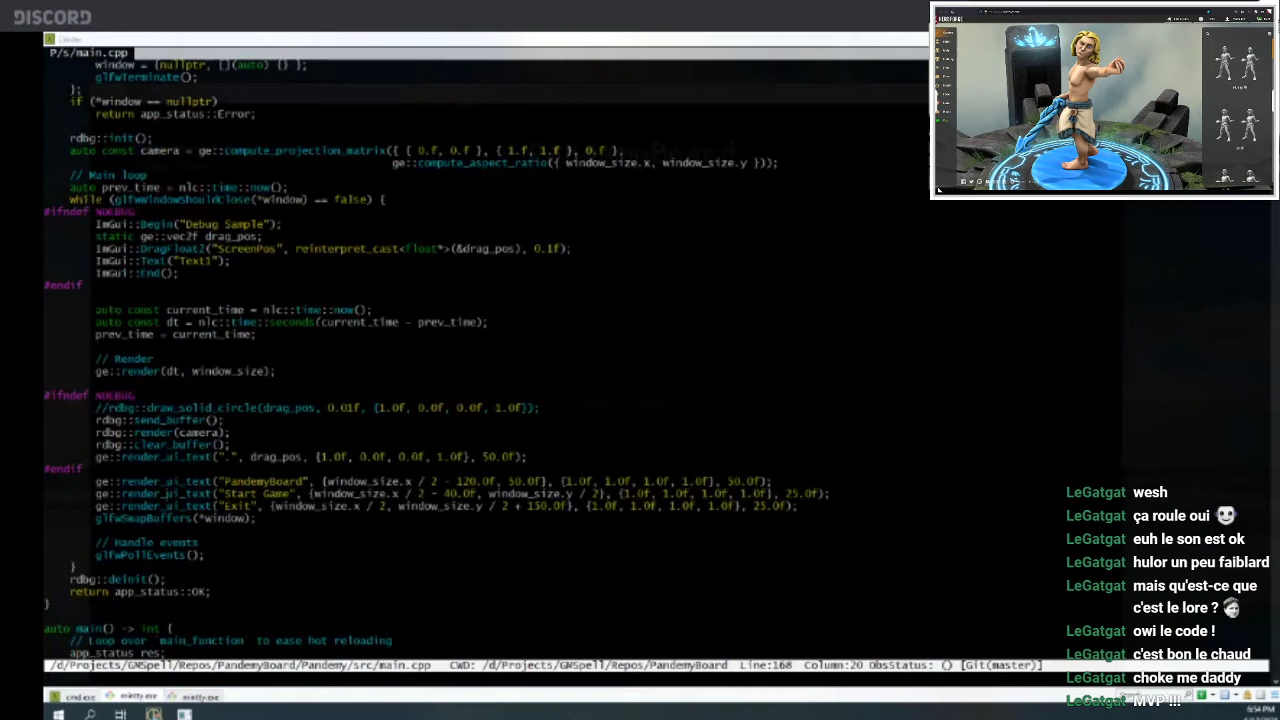 DISCORD
Cmder
P/s/main.cpp
window = {nullptr, [](auto) {} };
glfwTerminate();
};
if (*window == nullptr)
return app_status::Error;
rdbg::init();
auto const camera = ge::compute_projection_matrix({ { 0.f, 0.f }, { 1.f, 1.f }, 0.f },
ge::compute_aspect_ratio({ window_size.x, window_size.y }));
// Main loop
auto prev_time = nlc::time::now();
while (glfwWindowShouldClose(*window) == false) {
#ifndef NDEBUG
ImGui::Begin("Debug Sample");
static ge::vec2f drag_pos;
ImGui::DragFloat2("ScreenPos", reinterpret_cast<float*>(&drag_pos), 0.1f);
ImGui::Text("Text1");
ImGui::End();
#endif
auto const current_time = nlc::time::now();
auto const dt = nlc::time::seconds(current_time - prev_time);
prev_time = current_time;
// Render
ge::render(dt, window_size);
#ifndef NDEBUG
//rdbg::draw_solid_circle(drag_pos, 0.01f, {1.0f, 0.0f, 0.0f, 1.0f});
rdbg::send_buffer();
rdbg::render(camera);
rdbg::clear_buffer();
ge::render_ui_text(".", drag_pos, {1.0f, 0.0f, 0.0f, 1.0f}, 50.0f);
#endif
ge::render_ui_text("PandemyBoard", {window_size.x / 2 - 120.0f, 50.0f}, {1.0f, 1.0f, 1.0f, 1.0f}, 50.0f);
ge::render_ui_text("Start Game", {window_size.x / 2 - 40.0f, window_size.y / 2}, {1.0f, 1.0f, 1.0f, 1.0f}, 25.0f);
ge::render_ui_text("Exit", {window_size.x / 2, window_size.y / 2 + 150.0f}, {1.0f, 1.0f, 1.0f, 1.0f}, 25.0f);
glfwSwapBuffers(*window);
// Handle events
glfwPollEvents();
}
rdbg::deinit();
return app_status::OK;
}
auto main() -> int {
// Loop over `main_function` to ease hot reloading
app_status res;
/d/Projects/GMSpell/Repos/PandemyBoard/Pandemy/src/main.cpp CWD: /d/Projects/GMSpell/Repos/PandemyBoard Line:168 Column:20 ObsStatus: () [Git(master)]
cmd.exe mintty.exe mintty.exe
6:54 PM
HEROFORGE
LeGatgat wesh
LeGatgat ça roule oui
LeGatgat euh le son est ok
LeGatgat hulor un peu faiblard
LeGatgat mais qu'est-ce que
c'est le lore ?
LeGatgat owi le code !
LeGatgat c'est bon le chaud
LeGatgat choke me daddy
LeGatgat MVP !!!